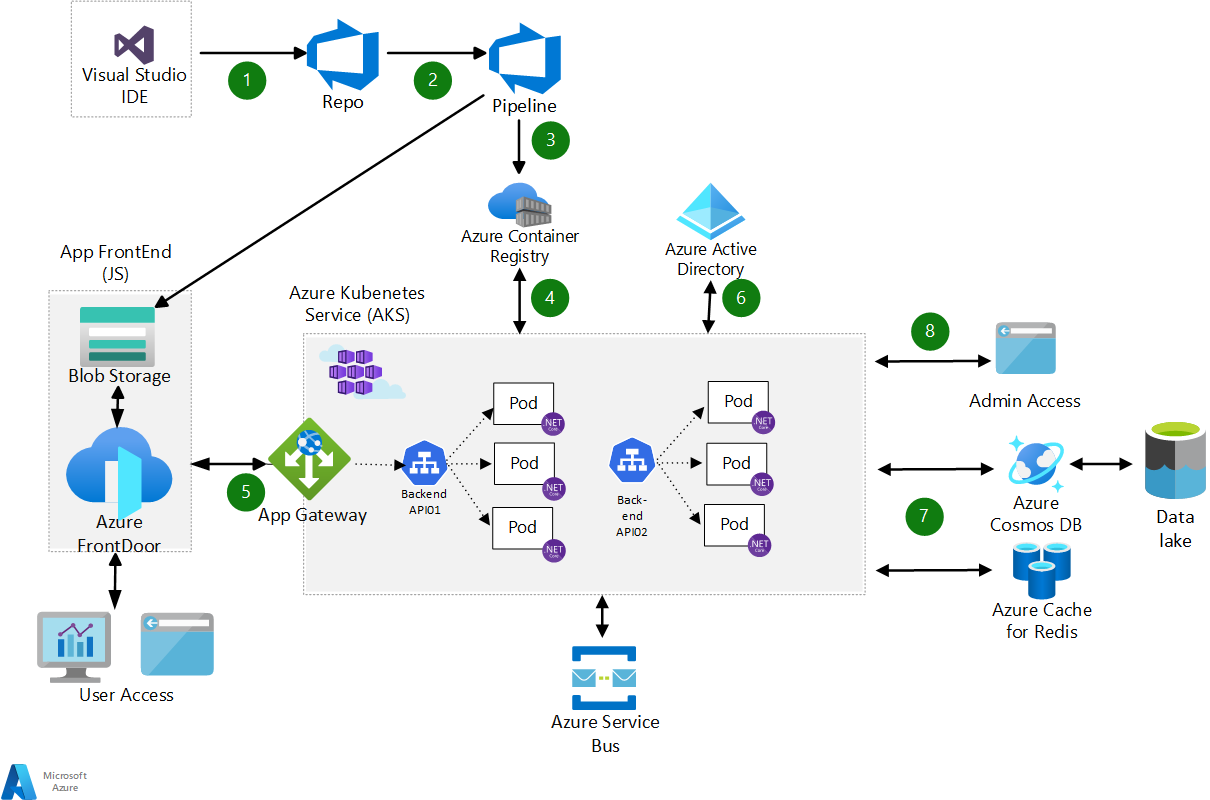 Visual Studio
IDE
1
Repo
2
Pipeline
3
Azure Container
Registry
Azure Active
Directory
App FrontEnd
(JS)
Azure Kubenetes
Service (AKS)
4
6
8
Blob Storage
Admin Access
Pod
.NET
Core
Pod
.NET
Core
Backend
API01
Pod
.NET
Core
Back-
end
API02
Pod
.NET
Core
5
App Gateway
Azure
FrontDoor
Pod
.NET
Core
Pod
.NET
Core
7
Azure
Cosmos DB
Data
lake
Azure Cache
for Redis
User Access
Azure Service
Bus
Microsoft
Azure